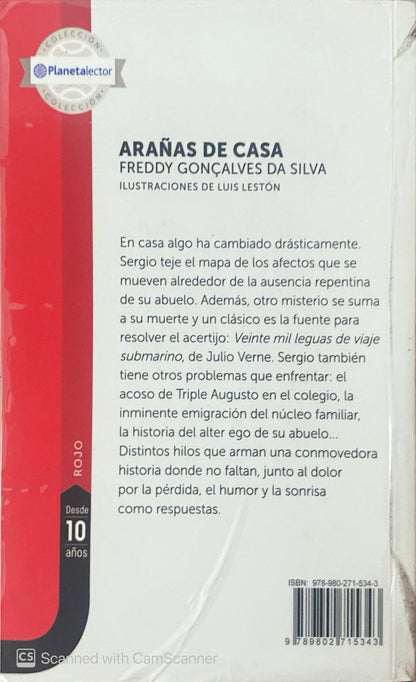 COLECCIÓN
Planetalector
COLECCIÓN
ARAÑAS DE CASA
FREDDY GONÇALVES DA SILVA
ILUSTRACIONES DE LUIS LESTÓN
En casa algo ha cambiado drásticamente.
Sergio teje el mapa de los afectos que se
mueven alrededor de la ausencia repentina
de su abuelo. Además, otro misterio se suma
a su muerte y un clásico es la fuente para
resolver el acertijo: Veinte mil leguas de viaje
submarino, de Julio Verne. Sergio también
tiene otros problemas que enfrentar: el
acoso de Triple Augusto en el colegio, la
inminente emigración del núcleo familiar,
la historia del alter ego de su abuelo...
Distintos hilos que arman una conmovedora
historia donde no faltan, junto al dolor
por la pérdida, el humor y la sonrisa
como respuestas.
ROJO
Desde
10
años
ISBN: 978-980-271-534-3
9 789802 715343
CS Scanned with CamScanner